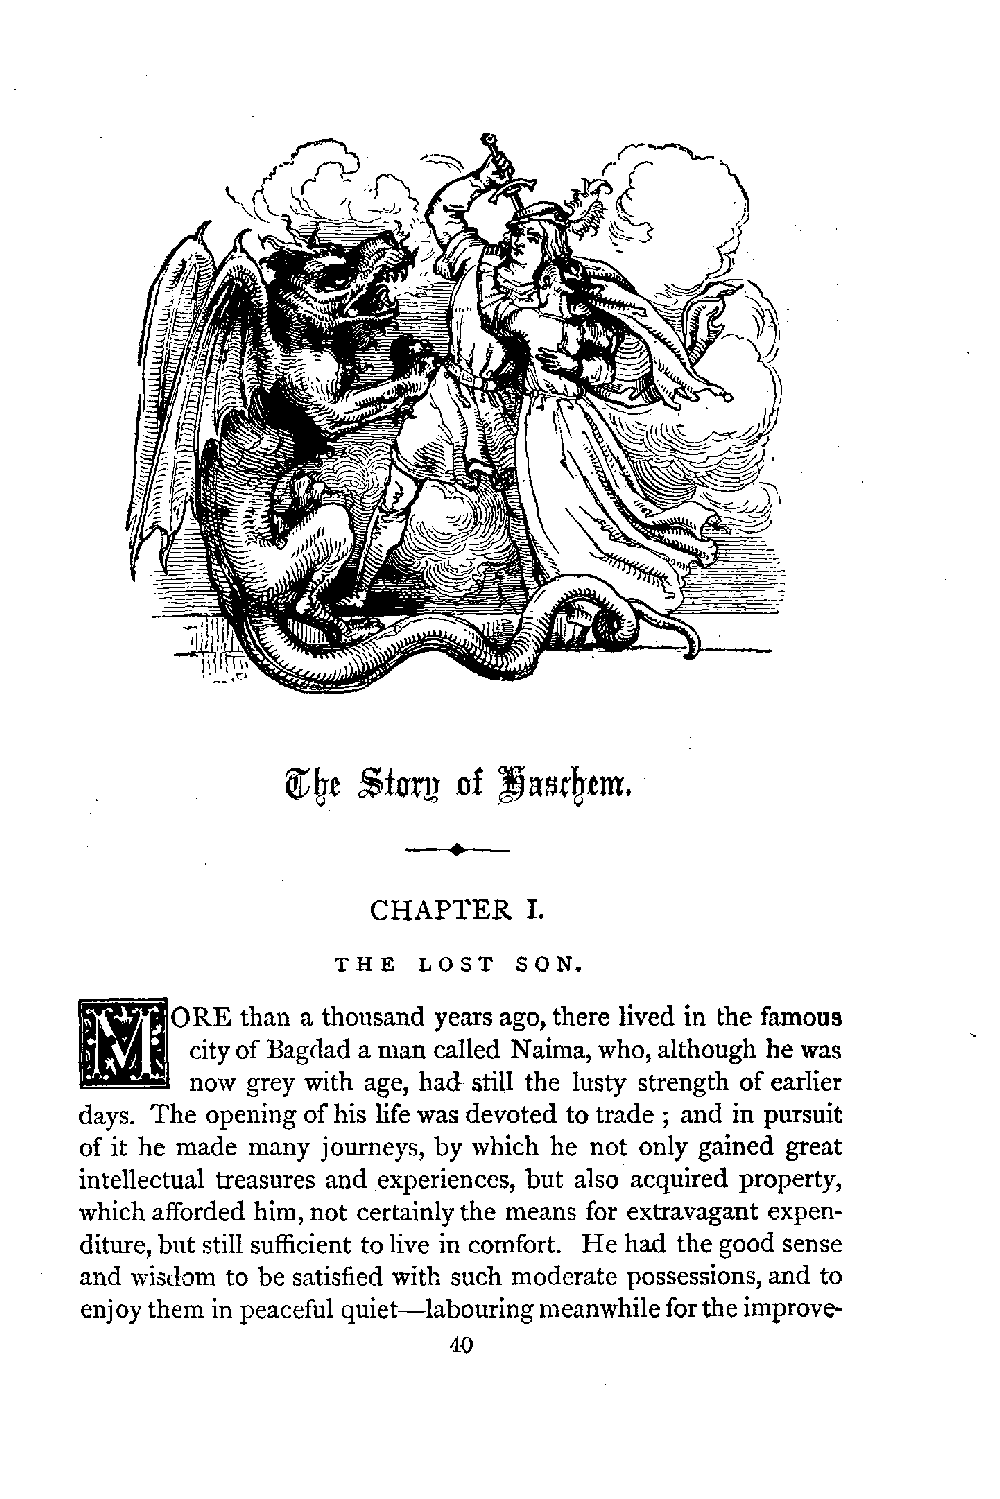 The Story of Haschem.
CHAPTER I.
THE LOST SON.
MORE than a thousand years ago, there lived in the famous
city of Bagdad a man called Naima, who, although he was
now grey with age, had still the lusty strength of earlier
days. The opening of his life was devoted to trade ; and in pursuit
of it he made many journeys, by which he not only gained great
intellectual treasures and experiences, but also acquired property,
which afforded him, not certainly the means for extravagant expen-
diture, but still sufficient to live in comfort. He had the good sense
and wisdom to be satisfied with such moderate possessions, and to
enjoy them in peaceful quiet—labouring meanwhile for the improve-
40